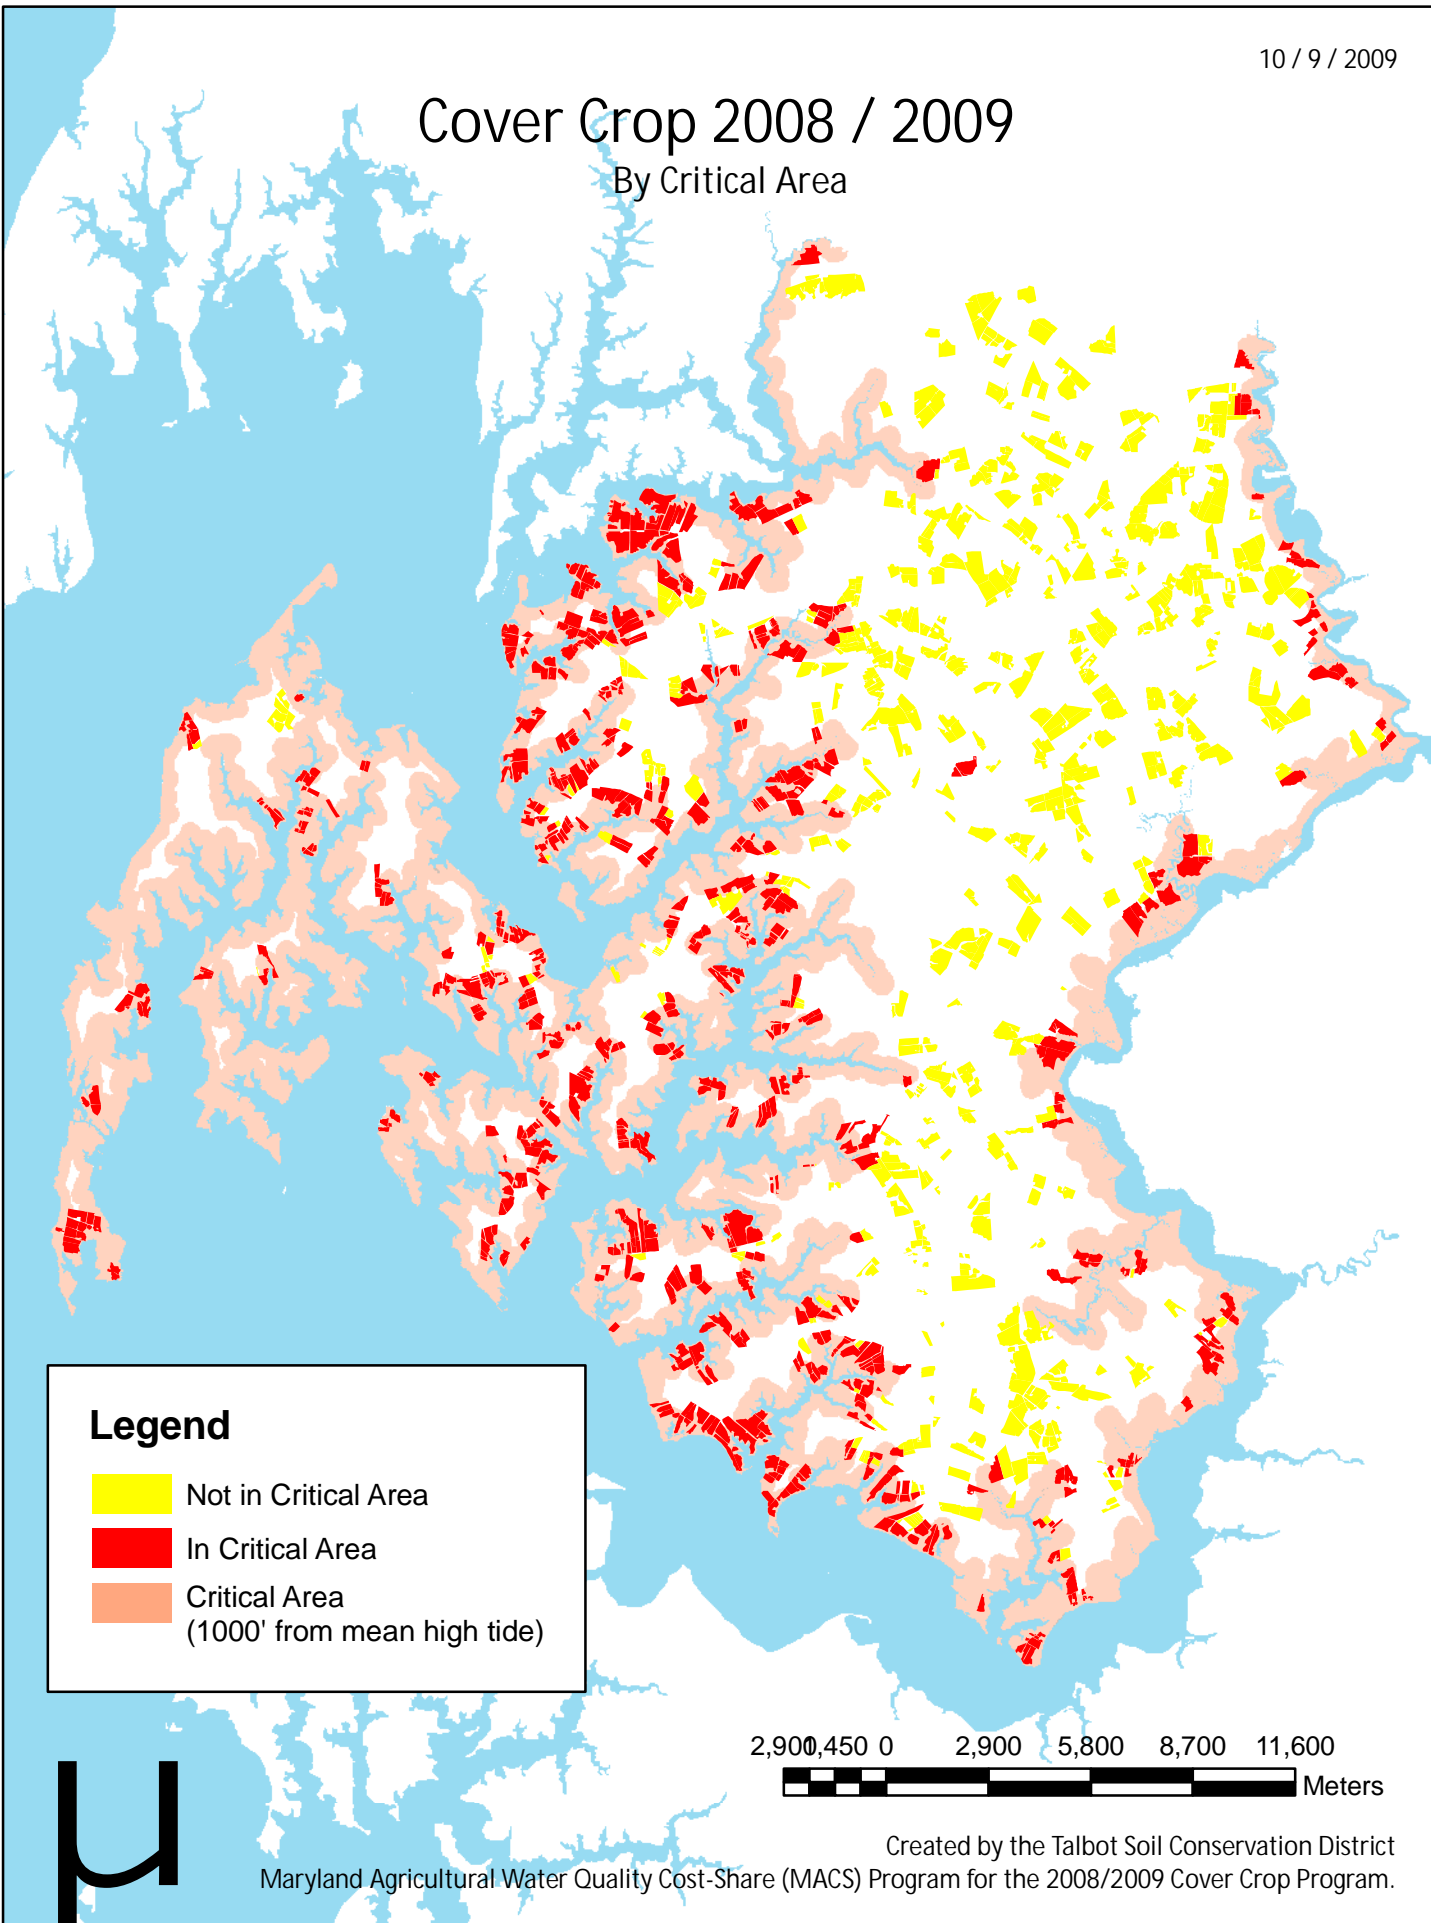 10 / 9 / 2009
Cover Crop 2008 / 2009
By Critical Area
Legend
Not in Critical Area
In Critical Area
Critical Area
(1000' from mean high tide)
2,900 1,450 0 2,900 5,800 8,700 11,600
Meters
µ
Created by the Talbot Soil Conservation District
Maryland Agricultural Water Quality Cost-Share (MACS) Program for the 2008/2009 Cover Crop Program.